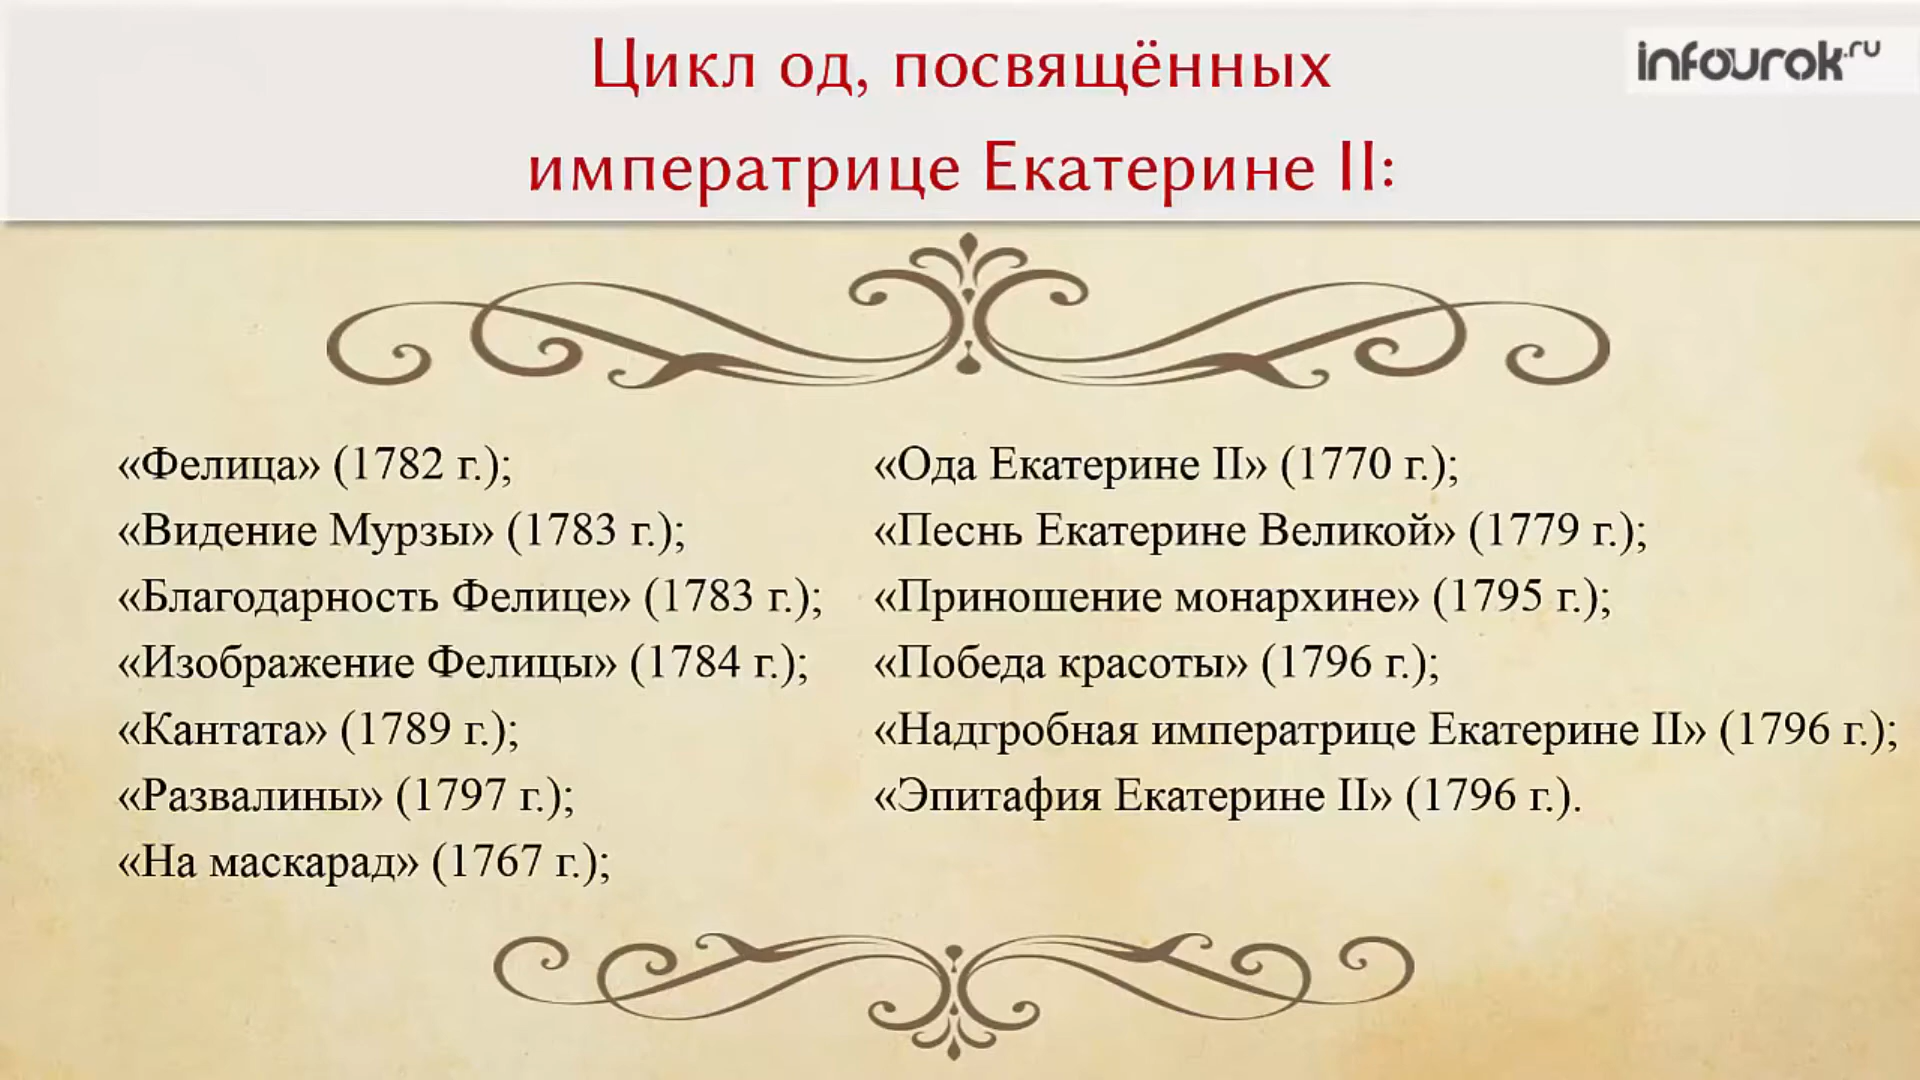 Цикл од, посвящённых
императрице Екатерине II:
infourok.ru
«Фелица» (1782 г.);
«Видение Мурзы» (1783 г.);
«Благодарность Фелице» (1783 г.);
«Изображение Фелицы» (1784 г.);
«Кантата» (1789 г.);
«Развалины» (1797 г.);
«На маскарад» (1767 г.);
«Ода Екатерине II» (1770 г.);
«Песнь Екатерине Великой» (1779 г.);
«Приношение монархине» (1795 г.);
«Победа красоты» (1796 г.);
«Надгробная императрице Екатерине II» (1796 г.);
«Эпитафия Екатерине II» (1796 г.).